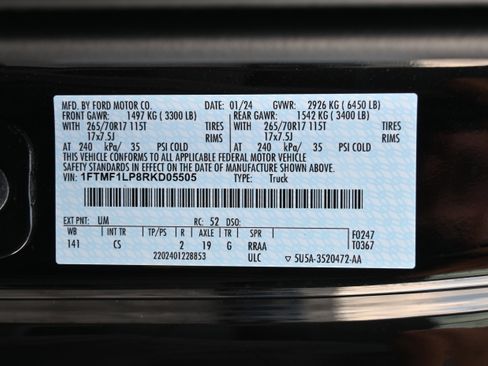 MFD. BY FORD MOTOR CO. DATE: 01/24 GVWR: 2926 KG ( 6450 LB)
FRONT GAWR: 1497 KG ( 3300 LB) REAR GAWR: 1542 KG ( 3400 LB)
WITH 265/70R17 115T TIRES WITH 265/70R17 115T TIRES
17x7.5J RIMS 17x7.5J RIMS
AT 240 kPa/ 35 PSI COLD AT 240 kPa/ 35 PSI COLD
THIS VEHICLE CONFORMS TO ALL APPLICABLE FEDERAL MOTOR VEHICLE
SAFETY STANDARDS IN EFFECT ON THE DATE OF MANUFACTURE SHOWN ABOVE.
VIN: 1FTMF1LP8RKD05505 TYPE: Truck
EXT PNT: UM RC: 52 DSO:
WB INT TR TP/PS R AXLE TR SPR F0247
141 CS 2 19 G RRAA T0367
2202401228853 ULC 5U5A-3520472-AA